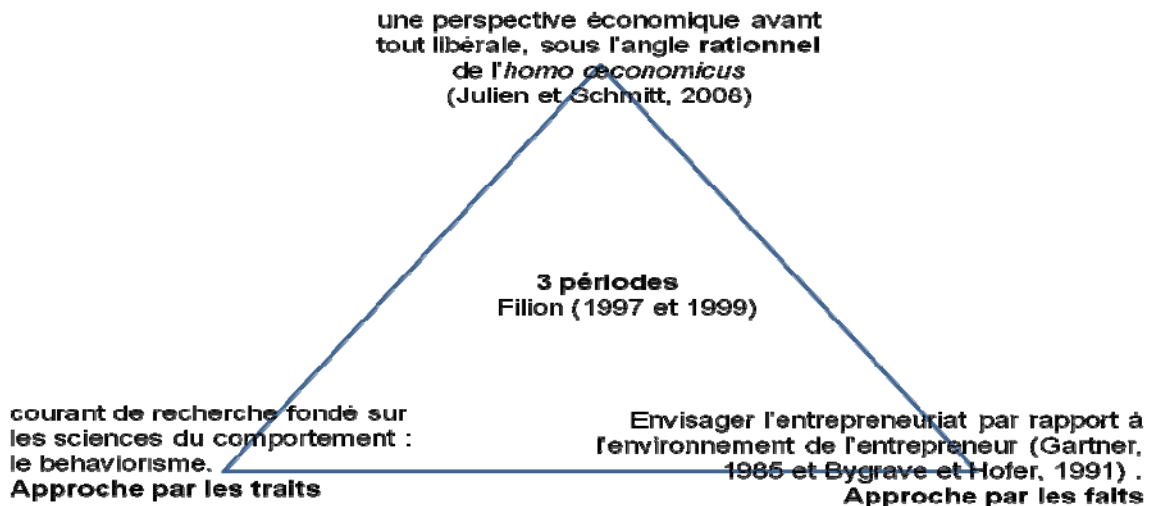 une perspective économique avant
tout libérale, sous l'angle rationnel
de l'homo œconomicus
(Julien et Schmitt, 2008)
3 périodes
Filion (1997 et 1999)
courant de recherche fondé sur
les sciences du comportement :
le behaviorisme.
Approche par les traits
Envisager l'entrepreneuriat par rapport à
l'environnement de l'entrepreneur (Gartner,
1985 et Bygrave et Hofer, 1991) .
Approche par les faits